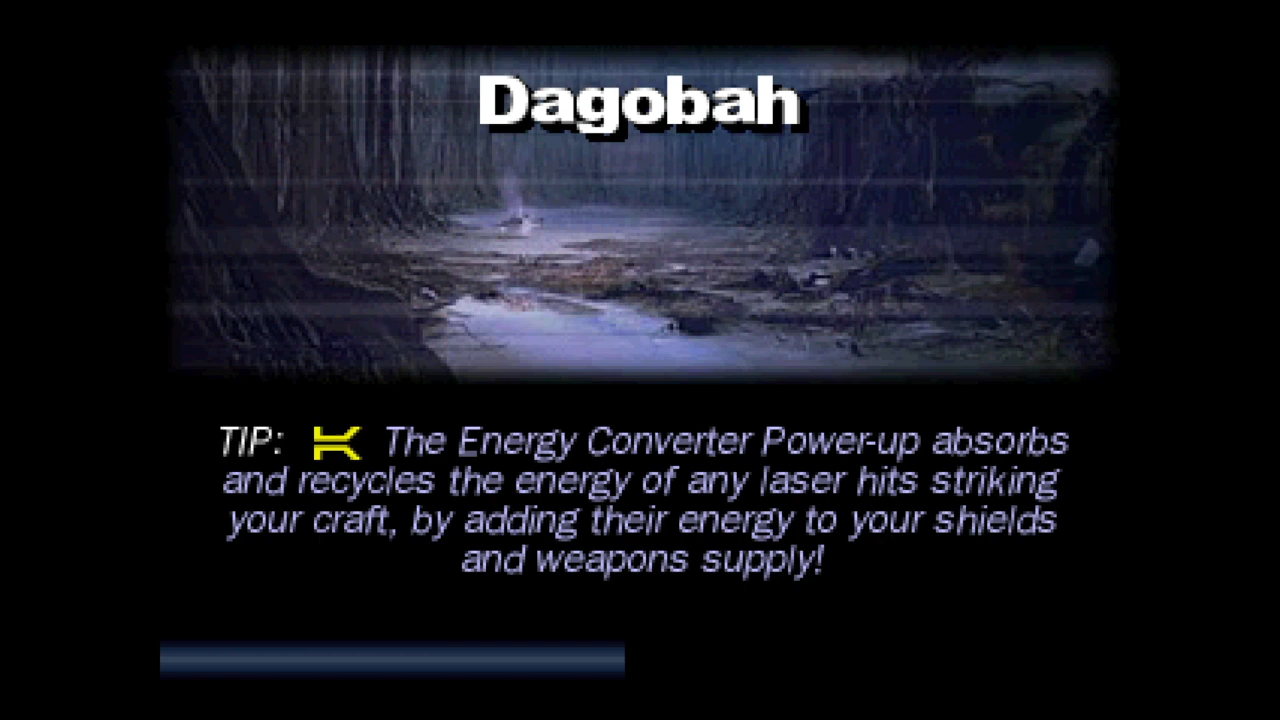 Dagobah
TIP: The Energy Converter Power-up absorbs
and recycles the energy of any laser hits striking
your craft, by adding their energy to your shields
and weapons supply!